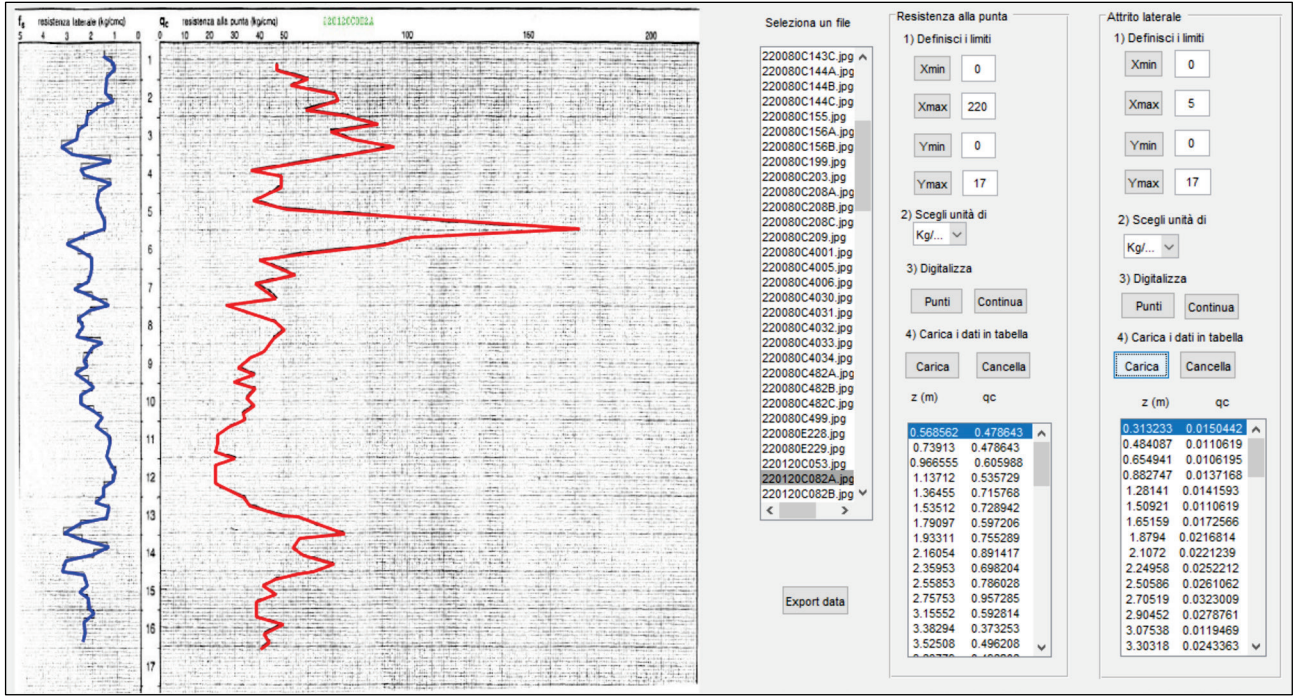 fs resistenza laterale (kg/cmq)
qc resistenza alla punta (kg/cmq)
220120C082A
5 4 3 2 1 0
0 10 20 30 40 50 100 150 200
1
2
3
4
5
6
7
8
9
10
11
12
13
14
15
16
17
Seleziona un file
220080C143C.jpg
220080C144A.jpg
220080C144B.jpg
220080C144C.jpg
220080C155.jpg
220080C156A.jpg
220080C156B.jpg
220080C199.jpg
220080C203.jpg
220080C208A.jpg
220080C208B.jpg
220080C208C.jpg
220080C209.jpg
220080C4001.jpg
220080C4005.jpg
220080C4006.jpg
220080C4030.jpg
220080C4031.jpg
220080C4032.jpg
220080C4033.jpg
220080C4034.jpg
220080C482A.jpg
220080C482B.jpg
220080C482C.jpg
220080C499.jpg
220080E228.jpg
220080E229.jpg
220120C053.jpg
220120C082A.jpg
220120C082B.jpg
Export data
Resistenza alla punta
1) Definisci i limiti
Xmin 0
Xmax 220
Ymin 0
Ymax 17
2) Scegli unità di
Kg/...
3) Digitalizza
Punti Continua
4) Carica i dati in tabella
Carica Cancella
z (m) qc
0.568562 0.478643
0.73913 0.478643
0.966555 0.605988
1.13712 0.535729
1.36455 0.715768
1.53512 0.728942
1.79097 0.597206
1.93311 0.755289
2.16054 0.891417
2.35953 0.698204
2.55853 0.786028
2.75753 0.957285
3.15552 0.592814
3.38294 0.373253
3.52508 0.496208
Attrito laterale
1) Definisci i limiti
Xmin 0
Xmax 5
Ymin 0
Ymax 17
2) Scegli unità di
Kg/...
3) Digitalizza
Punti Continua
4) Carica i dati in tabella
Carica Cancella
z (m) qc
0.313233 0.0150442
0.484087 0.0110619
0.654941 0.0106195
0.882747 0.0137168
1.28141 0.0141593
1.50921 0.0110619
1.65159 0.0172566
1.8794 0.0216814
2.1072 0.0221239
2.24958 0.0252212
2.50586 0.0261062
2.70519 0.0323009
2.90452 0.0278761
3.07538 0.0119469
3.30318 0.0243363